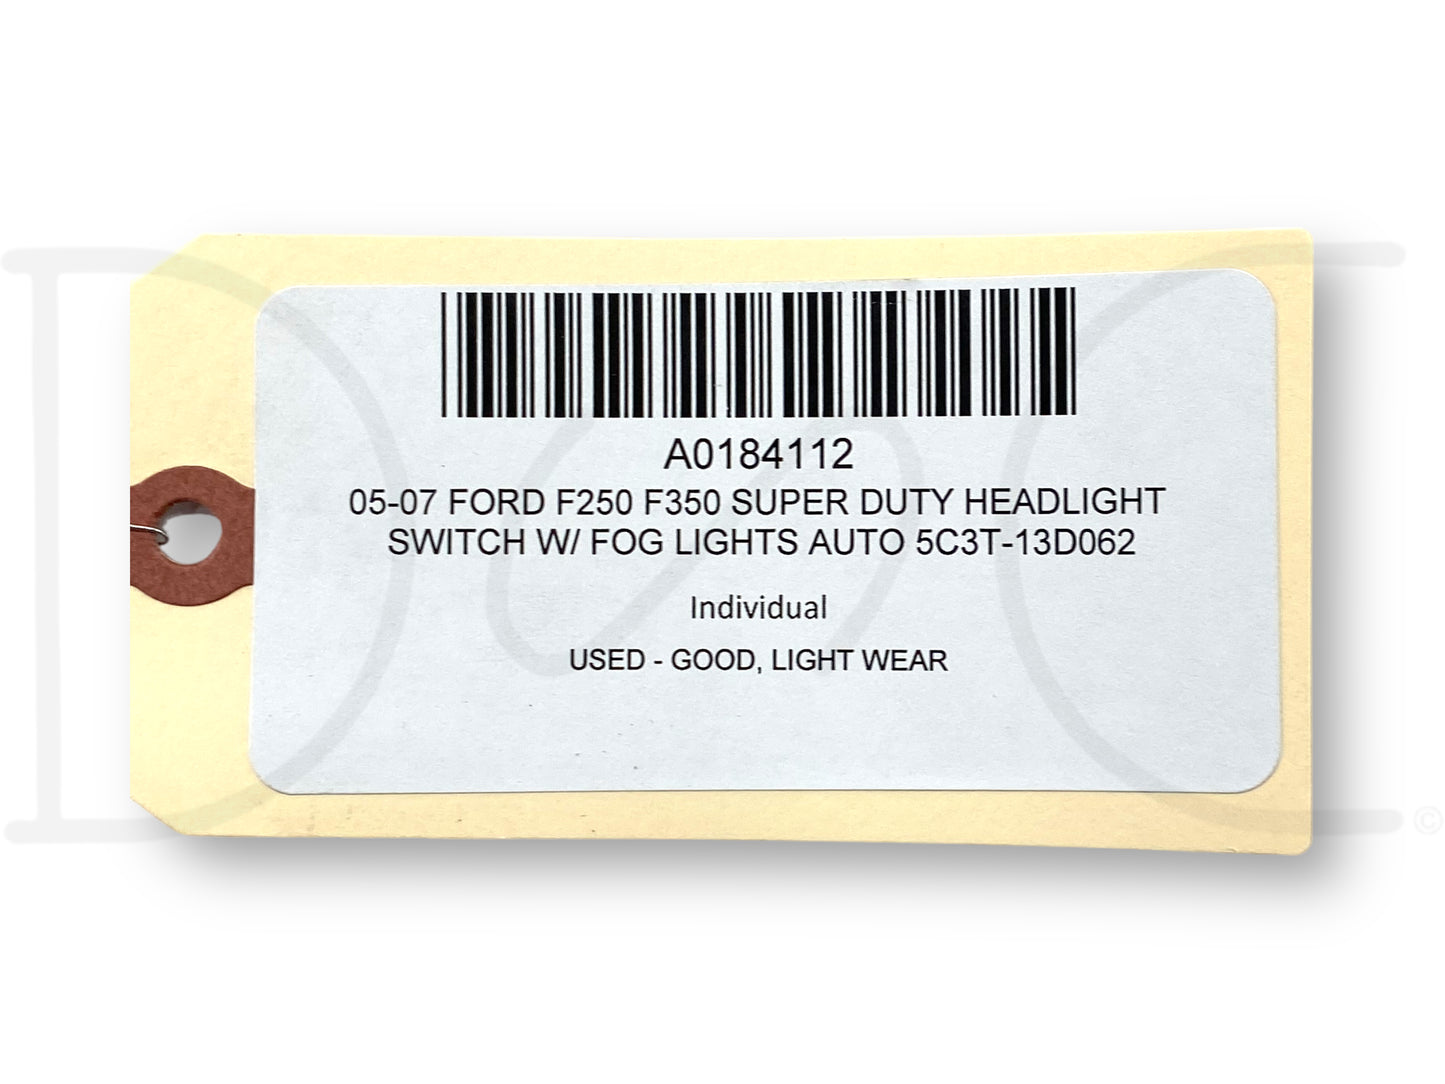 A0184112
05-07 FORD F250 F350 SUPER DUTY HEADLIGHT
SWITCH W/ FOG LIGHTS AUTO 5C3T-13D062
Individual
USED - GOOD, LIGHT WEAR
©